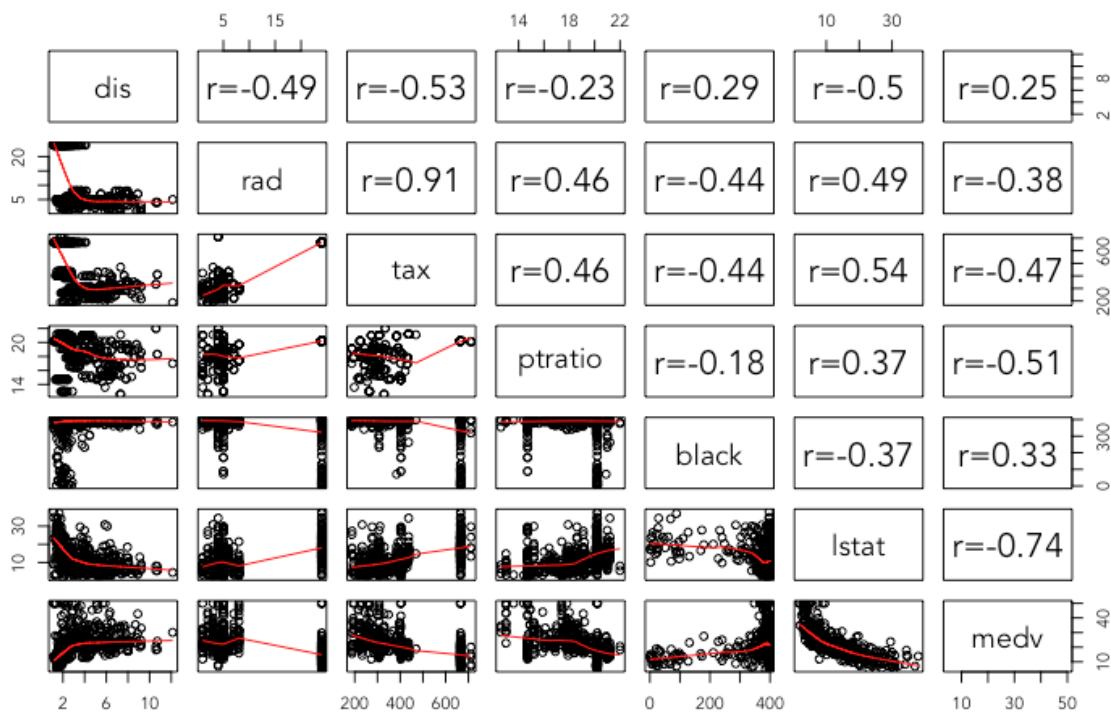 5 15 14 18 22 10 30
dis r=-0.49 r=-0.53 r=-0.23 r=0.29 r=-0.5 r=0.25 2 8
5 20 rad r=0.91 r=0.46 r=-0.44 r=0.49 r=-0.38
tax r=0.46 r=-0.44 r=0.54 r=-0.47 200 600
14 20 ptratio r=-0.18 r=0.37 r=-0.51
black r=-0.37 r=0.33 0 300
10 30 lstat r=-0.74
medv 10 40
2 6 10 200 400 600 0 200 400 10 30 50